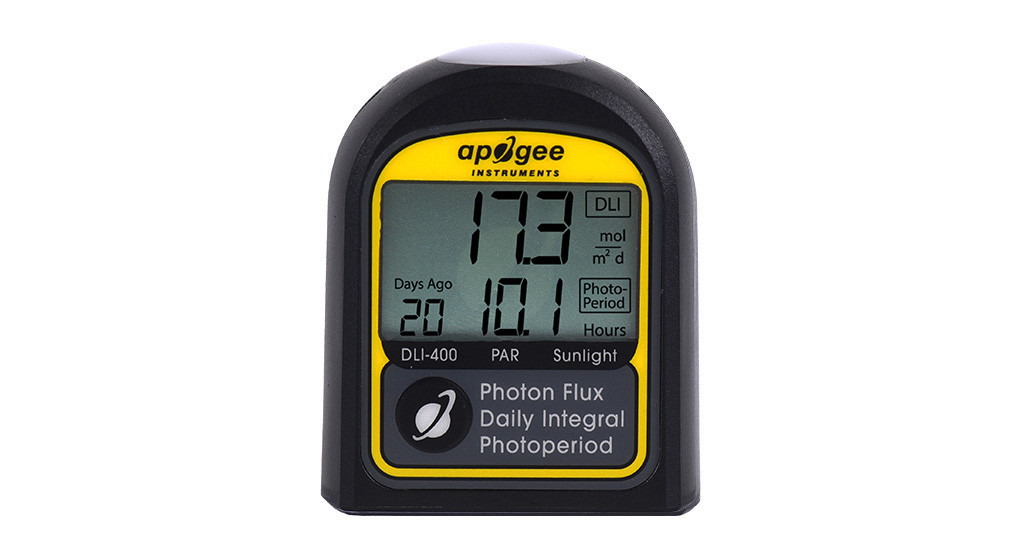 apogee
INSTRUMENTS
17.3 DLI
mol
m² d
Days Ago
20
10.1
Photo-
Period
Hours
DLI-400 PAR Sunlight
Photon Flux
Daily Integral
Photoperiod